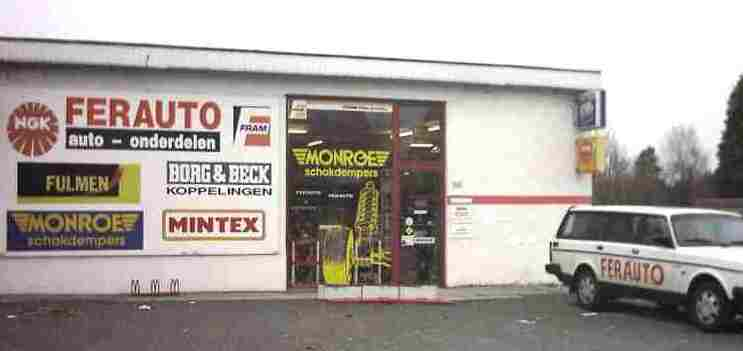 NGK
FERAUTO
auto - onderdelen
FRAM
FULMEN
BORG & BECK
KOPPELINGEN
MONROE
schokdempers
MINTEX
MONROE
schokdempers
FERAUTO